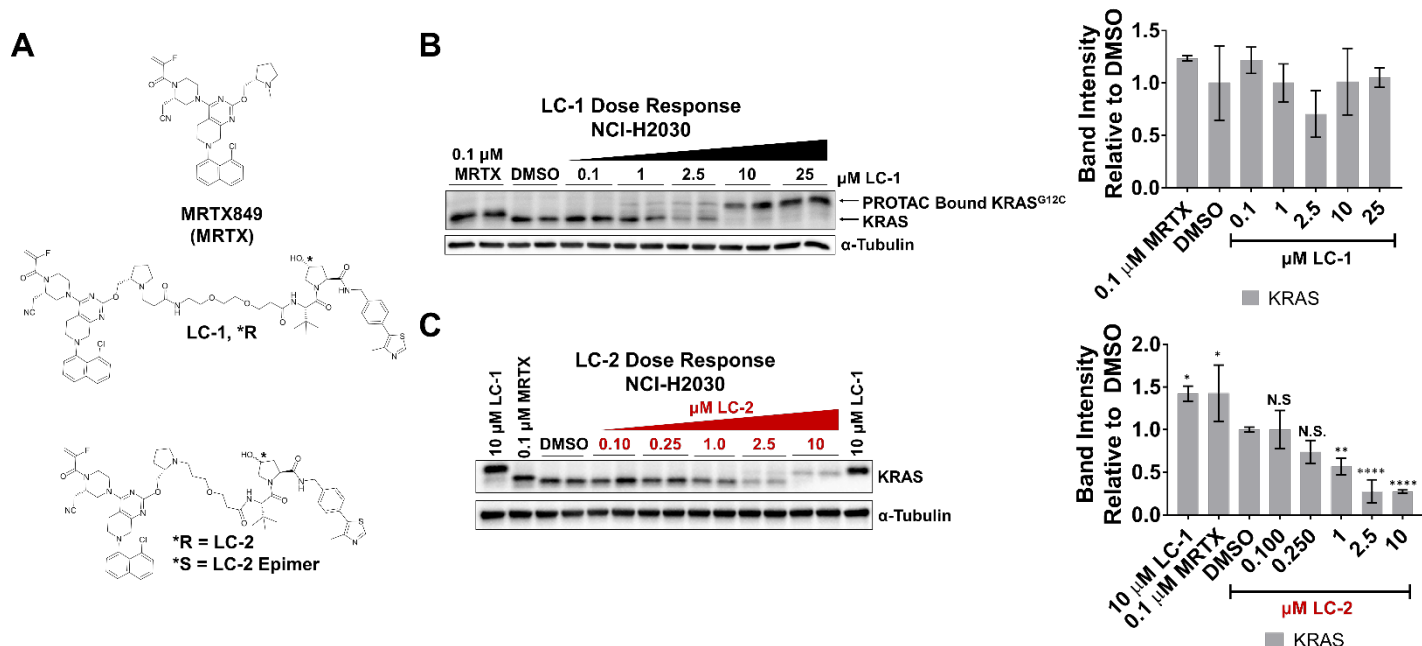 A
F
O
N
CN
Cl
MRTX849
(MRTX)
LC-1, *R
HO
*
NC
*R = LC-2
*S = LC-2 Epimer
B
LC-1 Dose Response
NCI-H2030
0.1 µM
MRTX DMSO 0.1 1 2.5 10 25 µM LC-1
PROTAC Bound KRASG12C
KRAS
α-Tubulin
Band Intensity
Relative to DMSO
1.5
1.0
0.5
0.0
0.1 µM MRTX
DMSO
0.1
1
2.5
10
25
µM LC-1
KRAS
C
LC-2 Dose Response
NCI-H2030
µM LC-2
10 µM LC-1
0.1 µM MRTX
DMSO 0.10 0.25 1.0 2.5 10
10 µM LC-1
KRAS
α-Tubulin
Band Intensity
Relative to DMSO
2.0
1.5
1.0
0.5
0.0
*
*
N.S
N.S.
**
****
****
10 µM LC-1
0.1 µM MRTX
DMSO
0.100
0.250
1
2.5
10
µM LC-2
KRAS